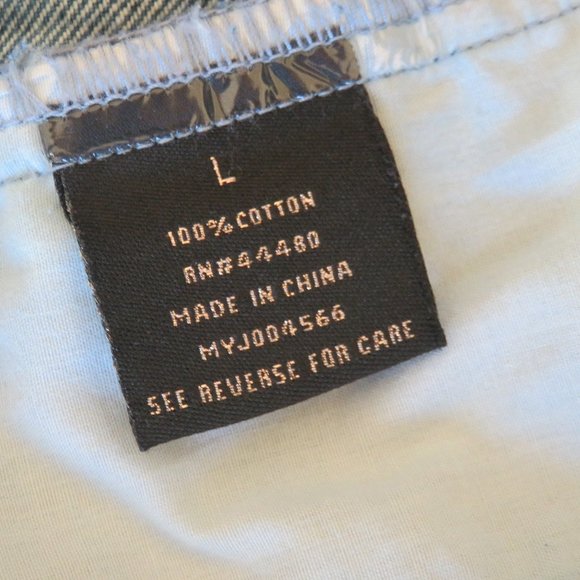 L
100% COTTON
RN#44480
MADE IN CHINA
MYJ004566
SEE REVERSE FOR CARE